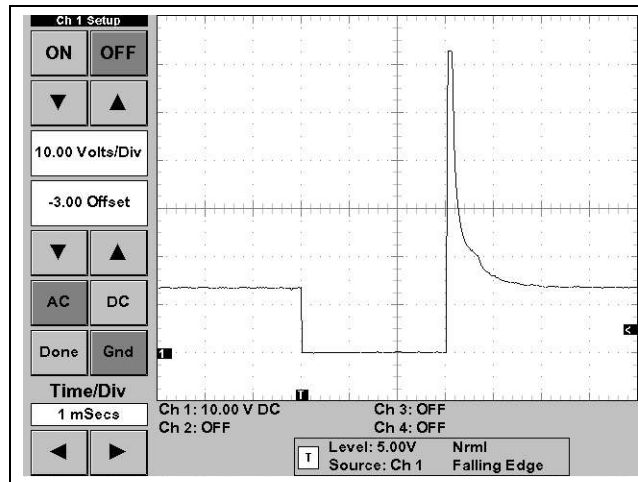 Ch 1 Setup
ON OFF
10.00 Volts/Div
-3.00 Offset
AC DC
Done Gnd
Time/Div
1 mSecs
1
T
<
Ch 1: 10.00 V DC Ch 3: OFF
Ch 2: OFF Ch 4: OFF
T Level: 5.00V Nrml
Source: Ch 1 Falling Edge